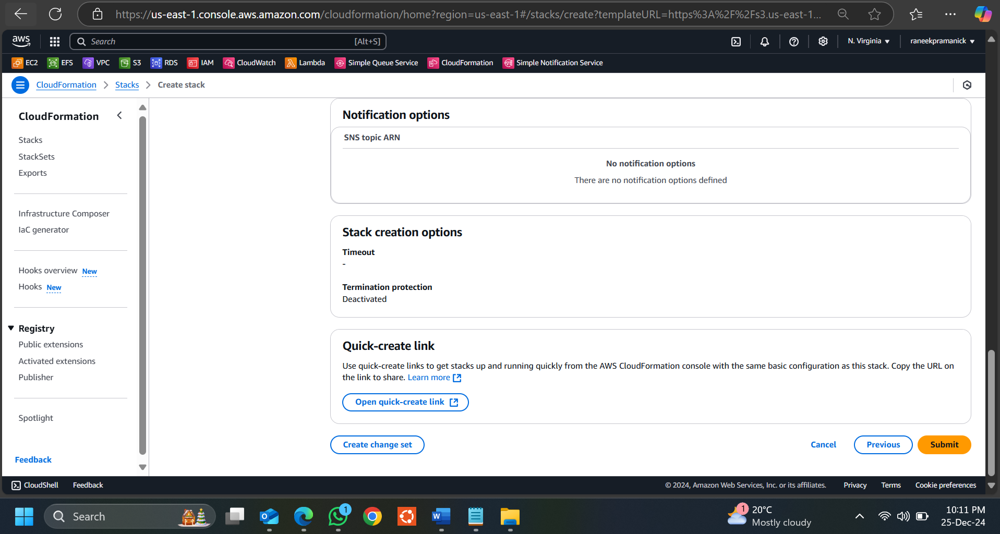 https://us-east-1.console.aws.amazon.com/cloudformation/home?region=us-east-1#/stacks/create?templateURL=https%3A%2F%2Fs3.us-east-1...
aws
Search [Alt+S]
N. Virginia
raneekpramanick
EC2 EFS VPC S3 RDS IAM CloudWatch Lambda Simple Queue Service CloudFormation Simple Notification Service
CloudFormation > Stacks > Create stack
CloudFormation
Stacks
StackSets
Exports
Infrastructure Composer
IaC generator
Hooks overview New
Hooks New
Registry
Public extensions
Activated extensions
Publisher
Spotlight
Feedback
Notification options
SNS topic ARN
No notification options
There are no notification options defined
Stack creation options
Timeout
-
Termination protection
Deactivated
Quick-create link
Use quick-create links to get stacks up and running quickly from the AWS CloudFormation console with the same basic configuration as this stack. Copy the URL on
the link to share. Learn more
Open quick-create link
Create change set
Cancel
Previous
Submit
CloudShell Feedback
© 2024, Amazon Web Services, Inc. or its affiliates. Privacy Terms Cookie preferences
Search
O
1
W
1
20°C
Mostly cloudy
10:11 PM
25-Dec-24